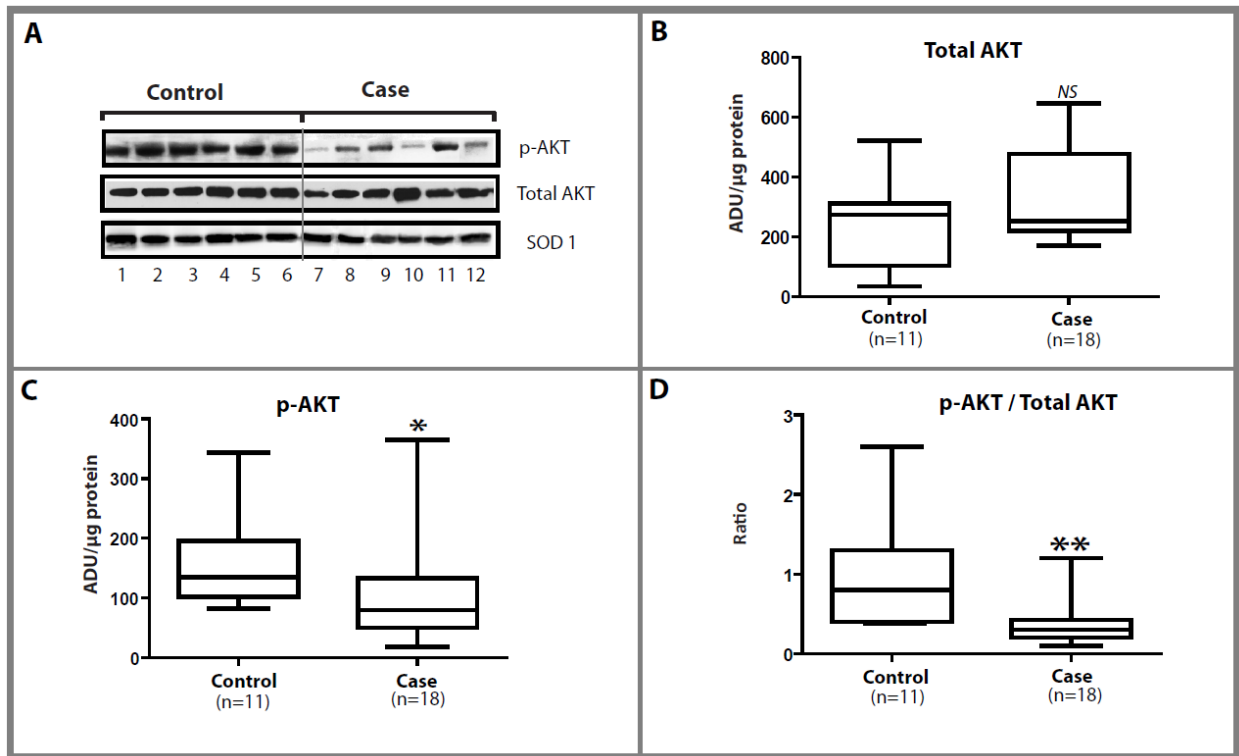 A
Control Case
p-AKT
Total AKT
SOD 1
1 2 3 4 5 6 7 8 9 10 11 12
B
Total AKT
800
600
400
200
0
ADU/µg protein
NS
Control Case
(n=11) (n=18)
C
p-AKT
400
300
200
100
0
ADU/µg protein
*
Control Case
(n=11) (n=18)
D
p-AKT / Total AKT
3
2
1
0
Ratio
**
Control Case
(n=11) (n=18)